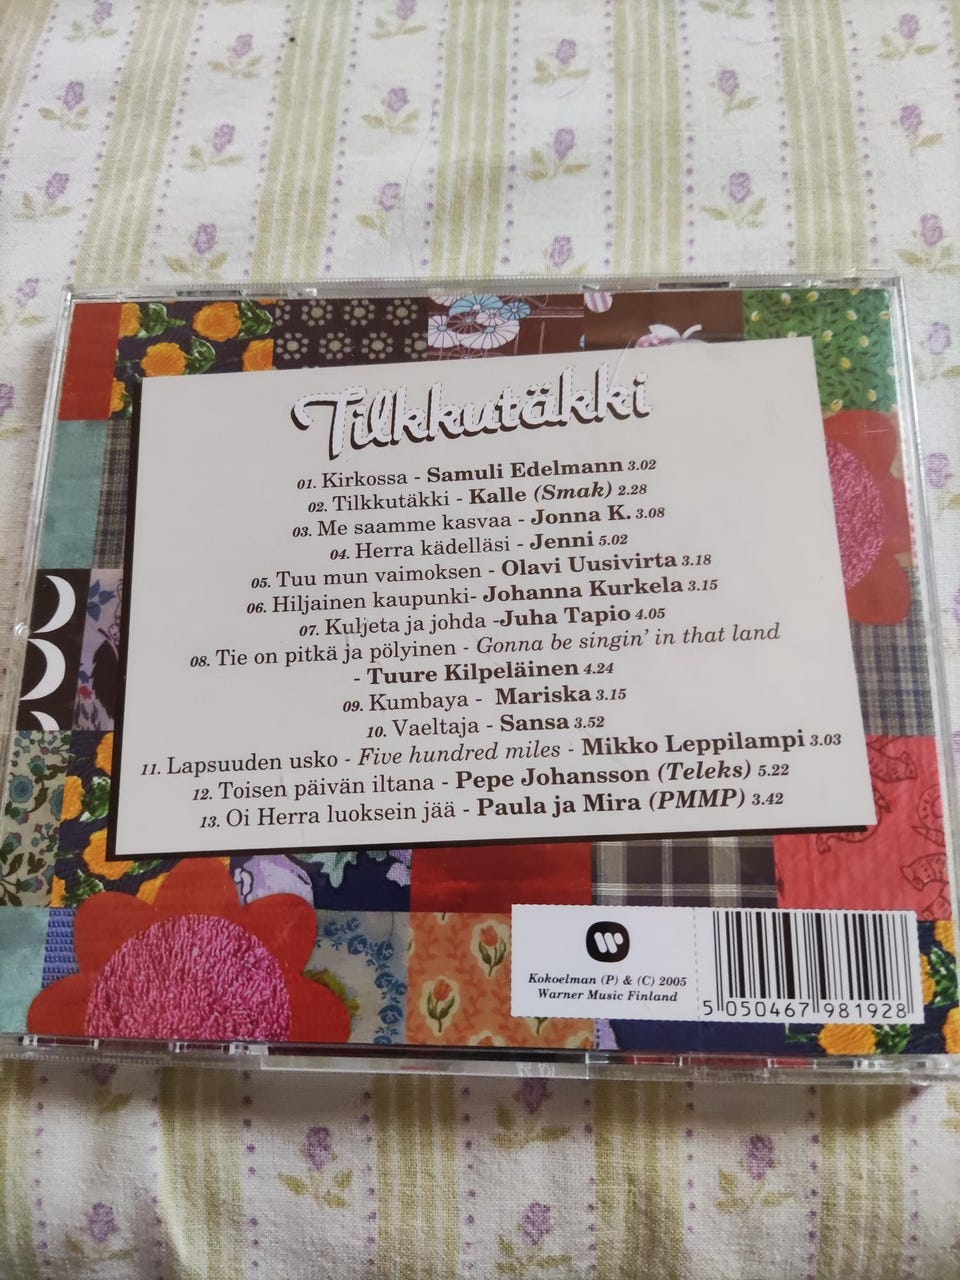 Tilkkutäkki
01. Kirkossa - Samuli Edelmann 3.02
02. Tilkkutäkki - Kalle (Smak) 2.28
03. Me saamme kasvaa - Jonna K. 3.08
04. Herra kädelläsi - Jenni 5.02
05. Tuu mun vaimoksen - Olavi Uusivirta 3.18
06. Hiljainen kaupunki- Johanna Kurkela 3.15
07. Kuljeta ja johda -Juha Tapio 4.05
08. Tie on pitkä ja pölyinen - Gonna be singin' in that land
- Tuure Kilpeläinen 4.24
09. Kumbaya - Mariska 3.15
10. Vaeltaja - Sansa 3.52
11. Lapsuuden usko - Five hundred miles - Mikko Leppilampi 3.03
12. Toisen päivän iltana - Pepe Johansson (Teleks) 5.22
13. Oi Herra luoksein jää - Paula ja Mira (PMMP) 3.42
Kokoelman (P) & (C) 2005
Warner Music Finland
5 050467 981928